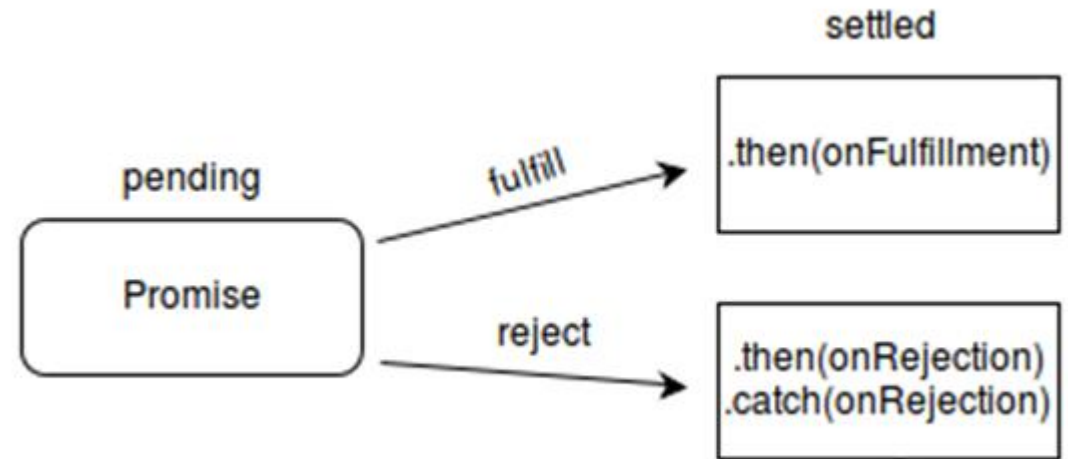 settled
.then(onFulfillment)
pending
fulfill
Promise
reject
.then(onRejection)
.catch(onRejection)